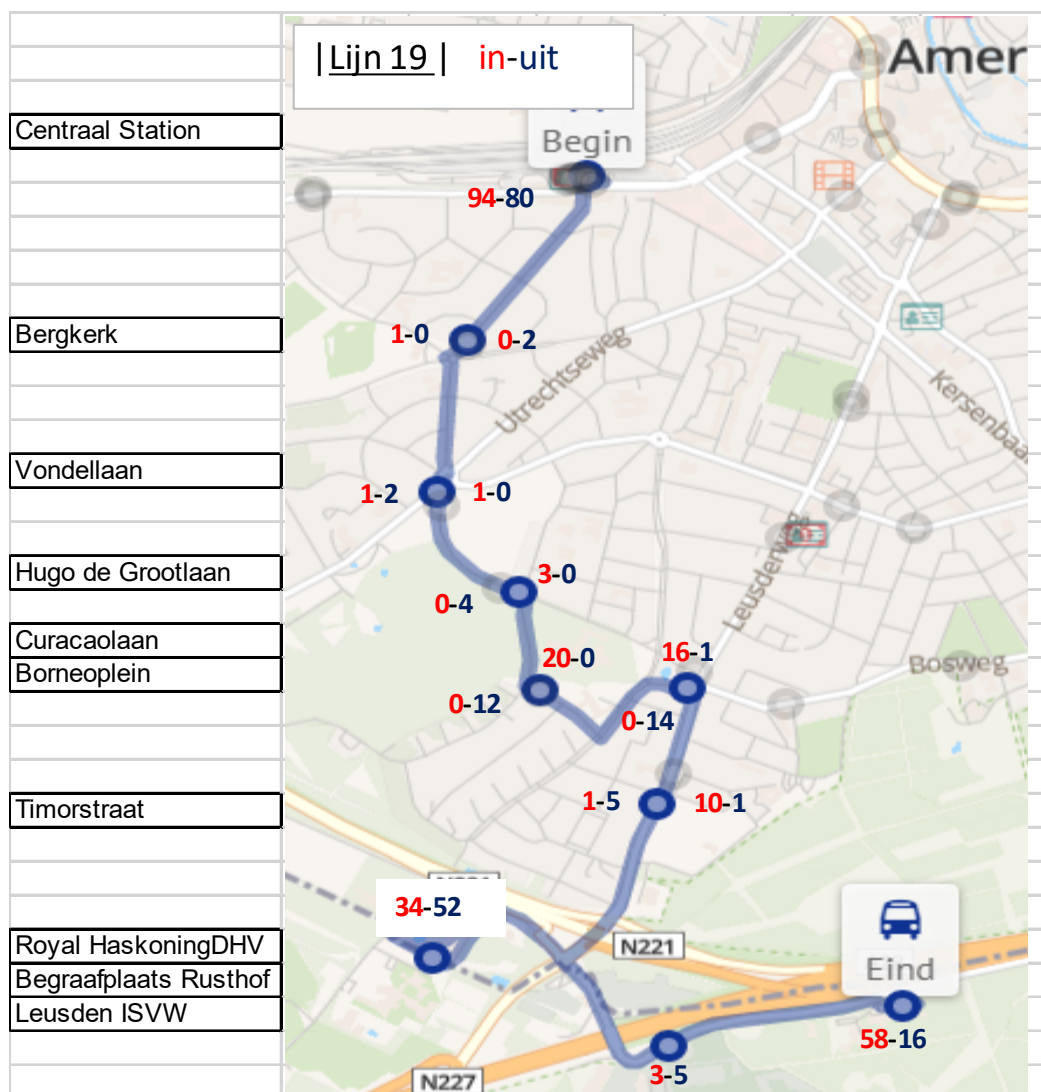 |Lijn 19 | in-uit
Amer
Begin
Centraal Station
94-80
Bergkerk
1-0
0-2
Utrechtseweg
Kersenbaan
Vondellaan
1-2
1-0
Leusderweg
Hugo de Grootlaan
3-0
0-4
Curacaolaan
20-0
16-1
Bosweg
Borneoplein
0-12
0-14
Timorstraat
1-5
10-1
34-52
Royal HaskoningDHV
N221
Eind
Begraafplaats Rusthof
Leusden ISVW
58-16
N227
3-5